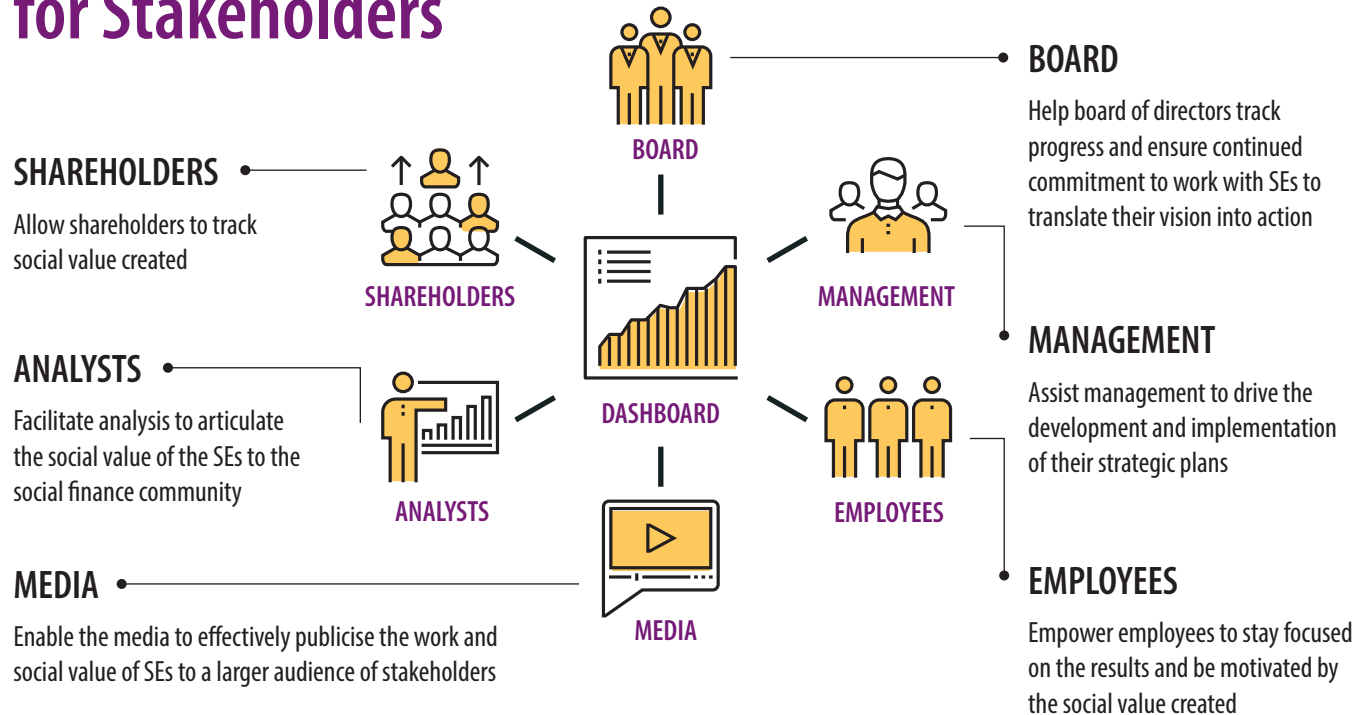 for Stakeholders
BOARD
MANAGEMENT
EMPLOYEES
MEDIA
ANALYSTS
SHAREHOLDERS
DASHBOARD
BOARD
Help board of directors track
progress and ensure continued
commitment to work with SEs to
translate their vision into action
MANAGEMENT
Assist management to drive the
development and implementation
of their strategic plans
EMPLOYEES
Empower employees to stay focused
on the results and be motivated by
the social value created
SHAREHOLDERS
Allow shareholders to track
social value created
ANALYSTS
Facilitate analysis to articulate
the social value of the SEs to the
social finance community
MEDIA
Enable the media to effectively publicise the work and
social value of SEs to a larger audience of stakeholders